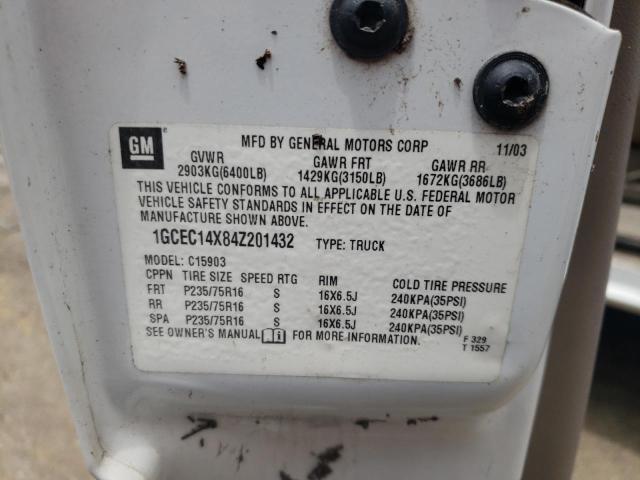 GM ® MFD BY GENERAL MOTORS CORP 11/03
GVWR GAWR FRT GAWR RR
2903KG(6400LB) 1429KG(3150LB) 1672KG(3686LB)
THIS VEHICLE CONFORMS TO ALL APPLICABLE U.S. FEDERAL MOTOR
VEHICLE SAFETY STANDARDS IN EFFECT ON THE DATE OF
MANUFACTURE SHOWN ABOVE.
1GCEC14X84Z201432 TYPE: TRUCK
MODEL: C15903
CPPN TIRE SIZE SPEED RTG RIM COLD TIRE PRESSURE
FRT P235/75R16 S 16X6.5J 240KPA(35PSI)
RR P235/75R16 S 16X6.5J 240KPA(35PSI)
SPA P235/75R16 S 16X6.5J 240KPA(35PSI)
SEE OWNER'S MANUAL FOR MORE INFORMATION.
F 329
T 1557